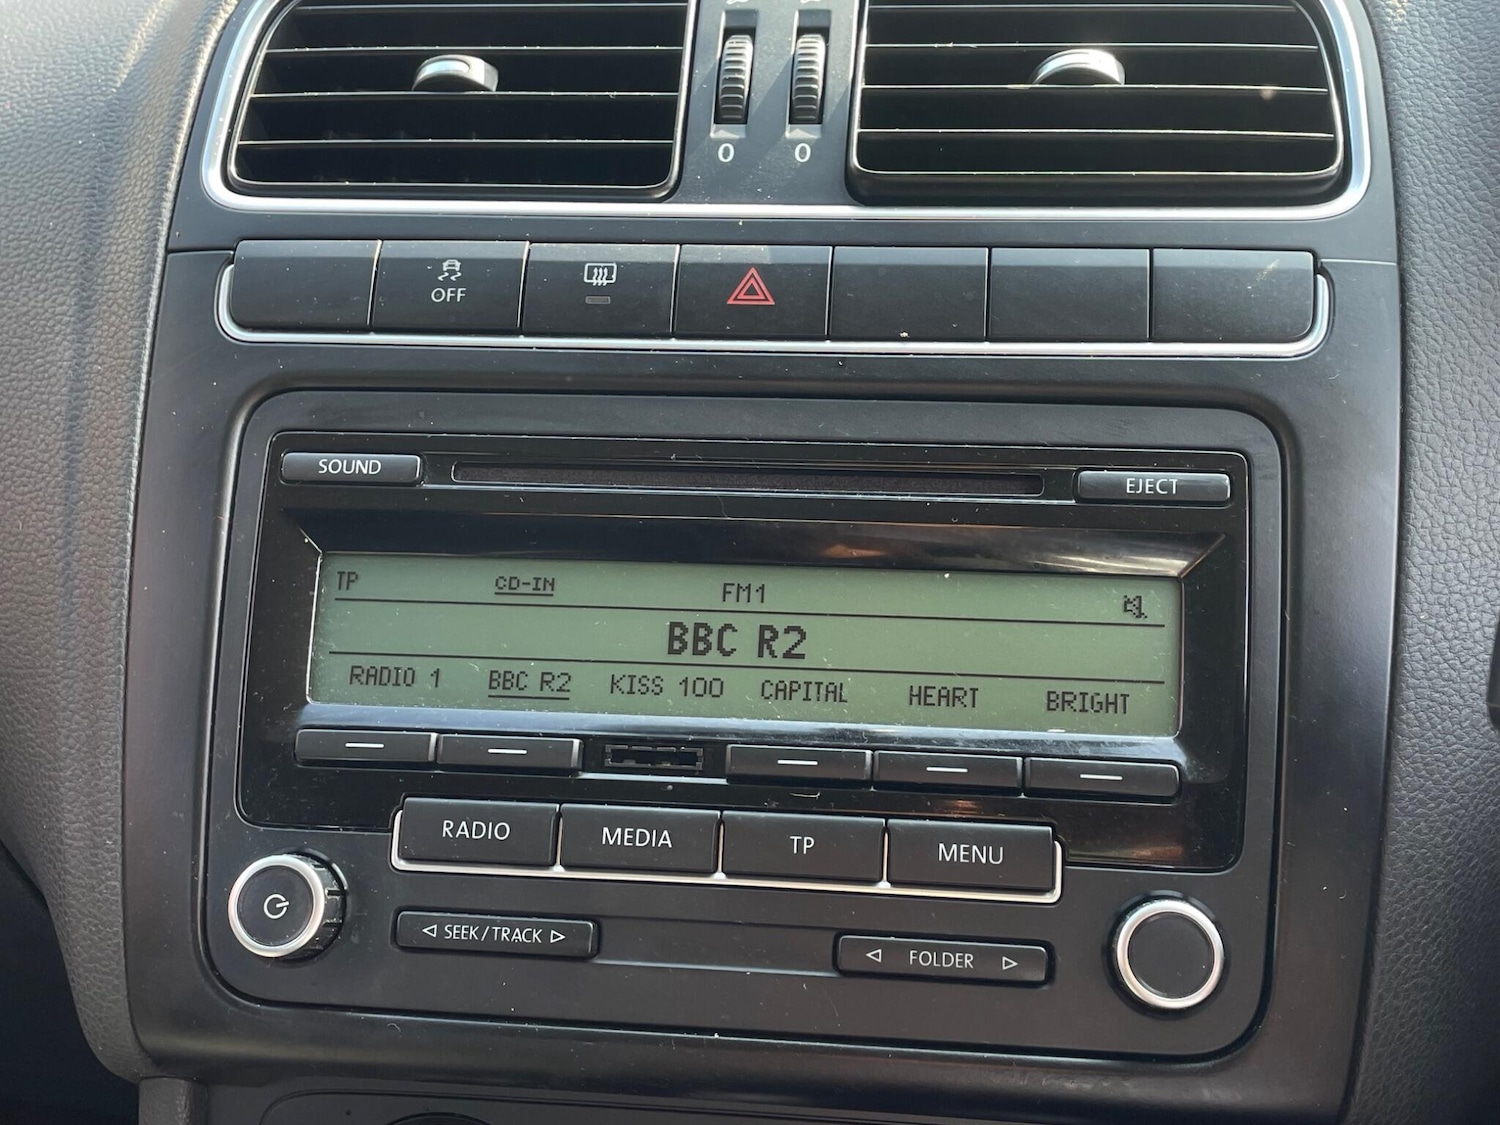 0 0
OFF
SOUND EJECT
TP CD-IN FM1
BBC R2
RADIO 1 BBC R2 KISS 100 CAPITAL HEART BRIGHT
RADIO MEDIA TP MENU
SEEK/TRACK FOLDER